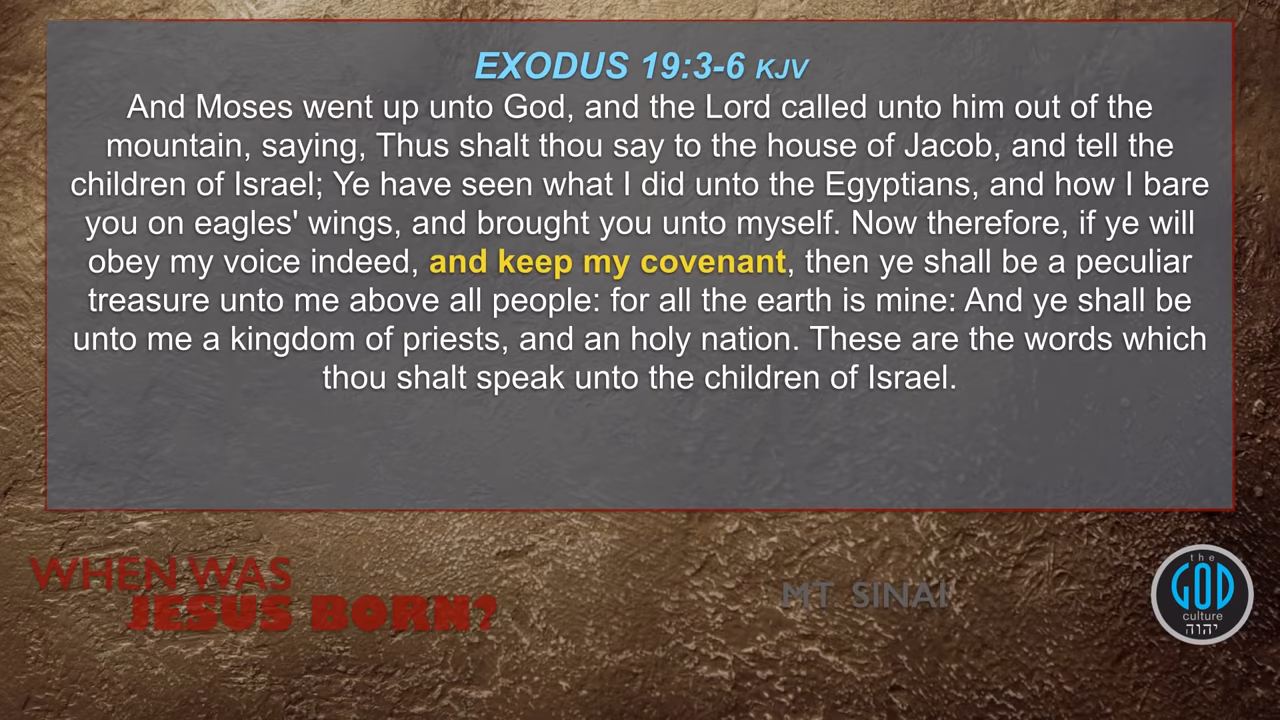 EXODUS 19:3-6 KJV
And Moses went up unto God, and the Lord called unto him out of the
mountain, saying, Thus shalt thou say to the house of Jacob, and tell the
children of Israel; Ye have seen what I did unto the Egyptians, and how I bare
you on eagles' wings, and brought you unto myself. Now therefore, if ye will
obey my voice indeed, and keep my covenant, then ye shall be a peculiar
treasure unto me above all people: for all the earth is mine: And ye shall be
unto me a kingdom of priests, and an holy nation. These are the words which
thou shalt speak unto the children of Israel.
WHEN WAS
JESUS BORN?
MT SINAI
the
GOD
culture
יהוה